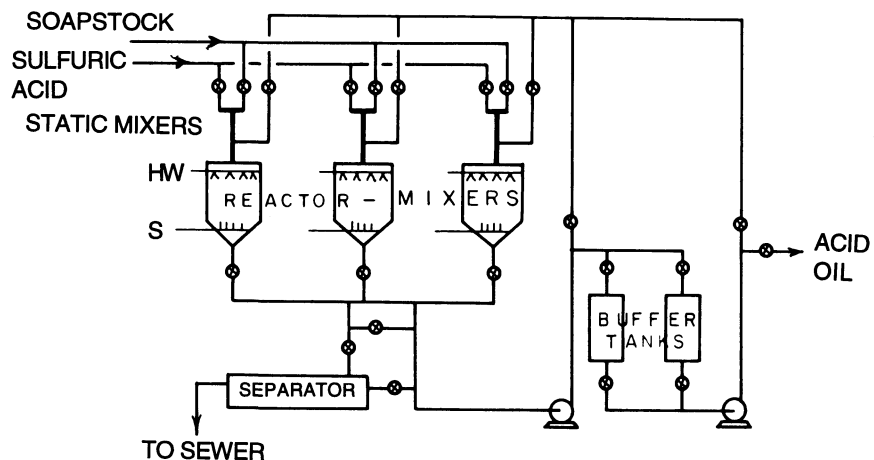 SOAPSTOCK
SULFURIC
ACID
STATIC MIXERS
HW
REACTOR-MIXERS
S
ACID
OIL
BUFFER
TANKS
SEPARATOR
TO SEWER